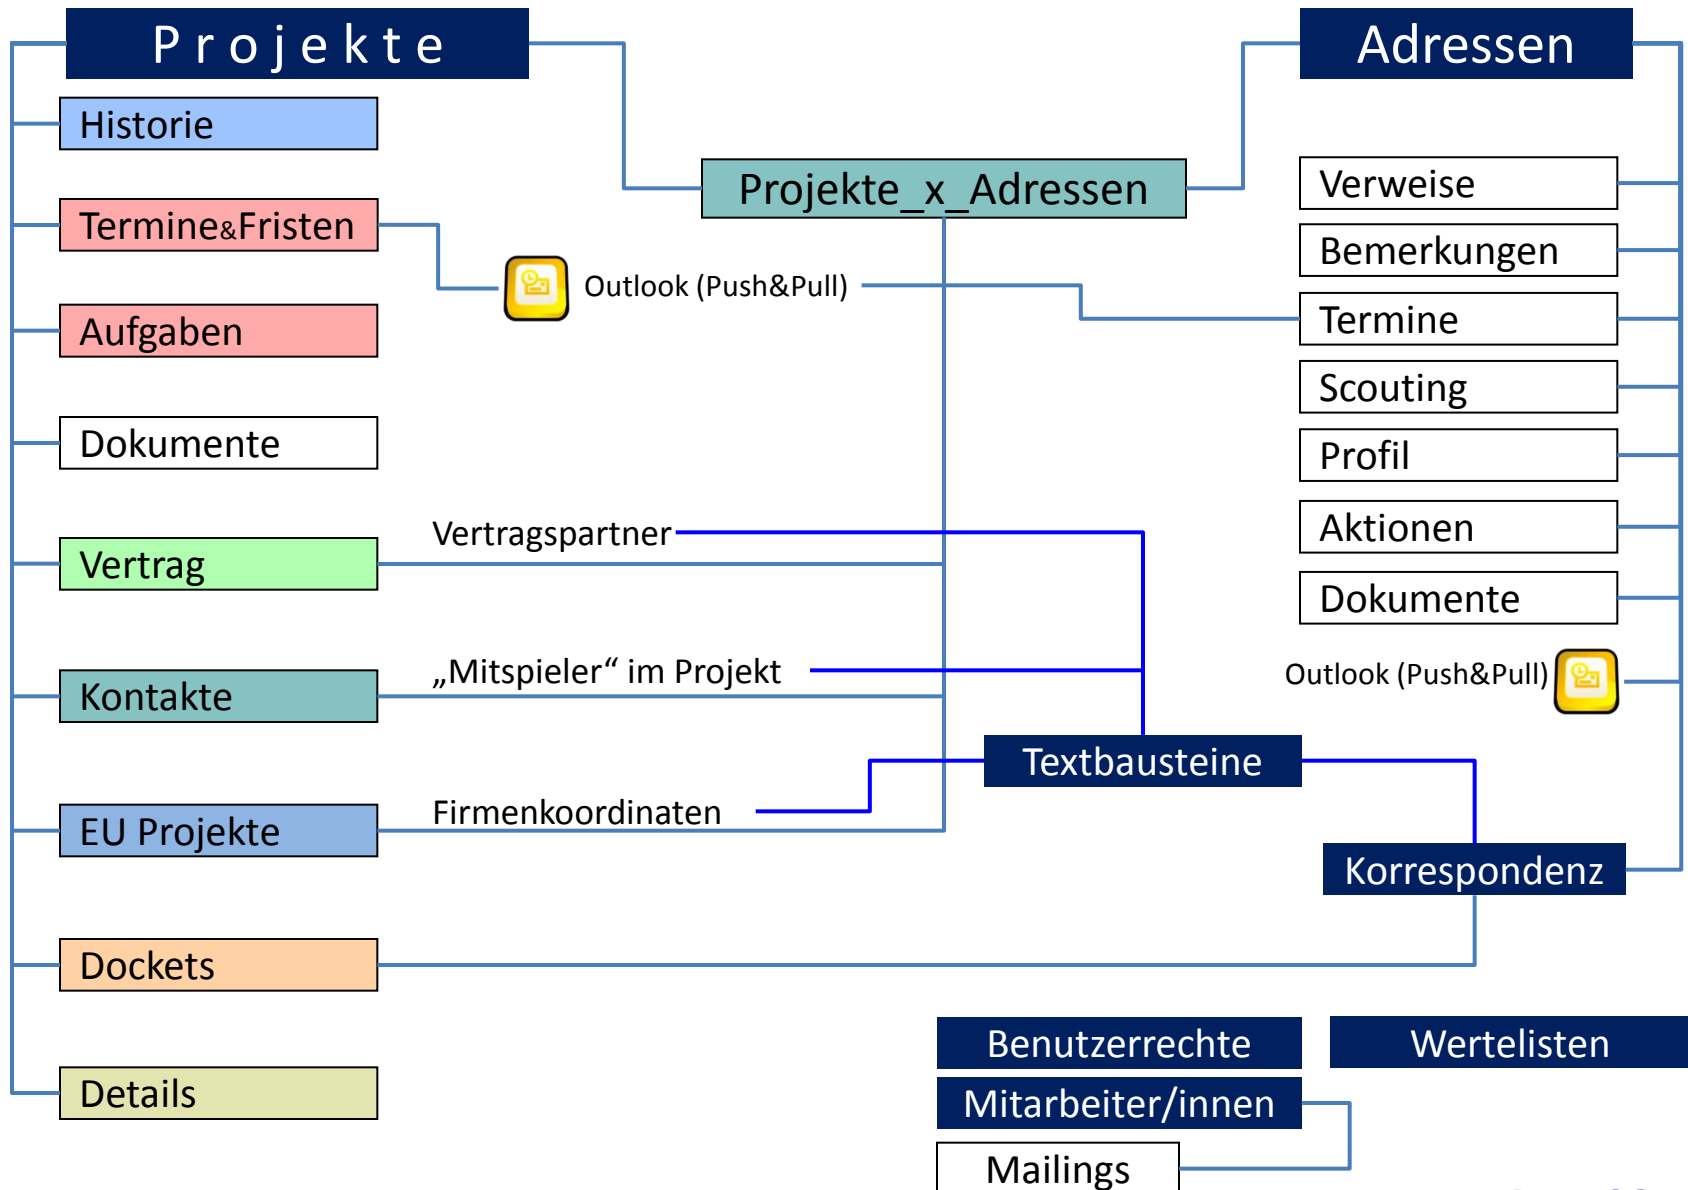 Projekte
Adressen
Historie
Projekte_x_Adressen
Verweise
Termine&Fristen
Bemerkungen
Outlook (Push&Pull)
Termine
Aufgaben
Scouting
Dokumente
Profil
Vertragspartner
Aktionen
Vertrag
Dokumente
„Mitspieler“ im Projekt
Outlook (Push&Pull)
Kontakte
Textbausteine
Firmenkoordinaten
EU Projekte
Korrespondenz
Dockets
Benutzerrechte
Wertelisten
Details
Mitarbeiter/innen
Mailings